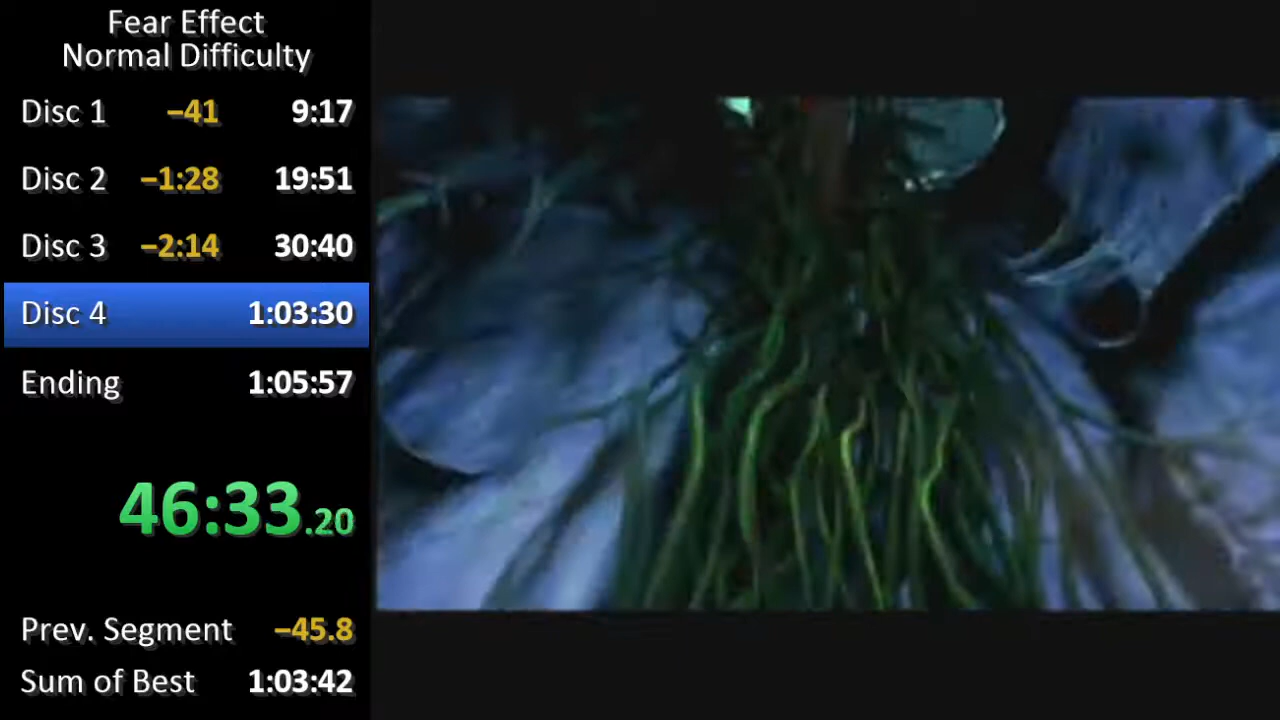 Fear Effect
Normal Difficulty
Disc 1 −41 9:17
Disc 2 −1:28 19:51
Disc 3 −2:14 30:40
Disc 4 1:03:30
Ending 1:05:57
46:33.20
Prev. Segment −45.8
Sum of Best 1:03:42